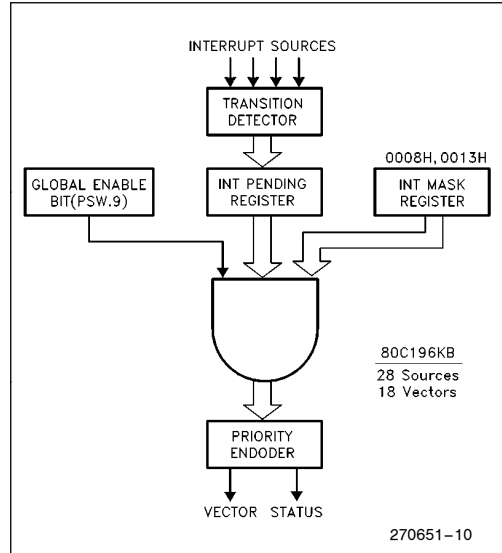 INTERRUPT SOURCES
TRANSITION
DETECTOR
0008H, 0013H
GLOBAL ENABLE
BIT(PSW.9)
INT PENDING
REGISTER
INT MASK
REGISTER
80C196KB
28 Sources
18 Vectors
PRIORITY
ENDODER
VECTOR STATUS
270651-10